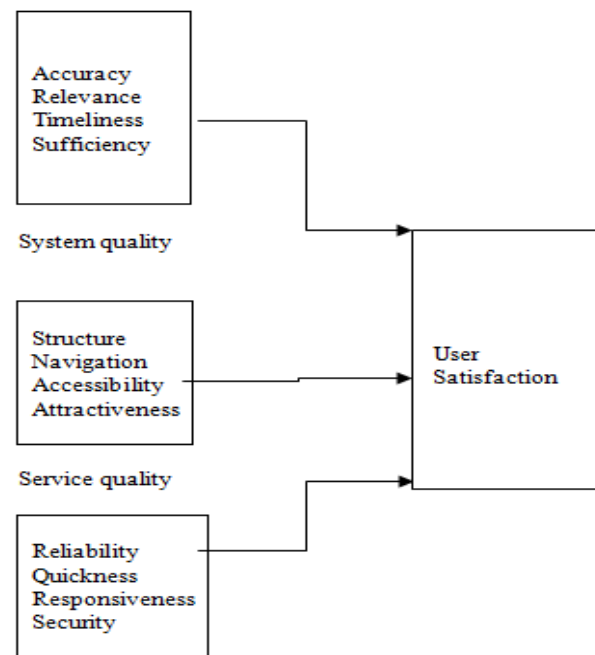 Accuracy
Relevance
Timeliness
Sufficiency
System quality
Structure
Navigation
Accessibility
Attractiveness
User
Satisfaction
Service quality
Reliability
Quickness
Responsiveness
Security